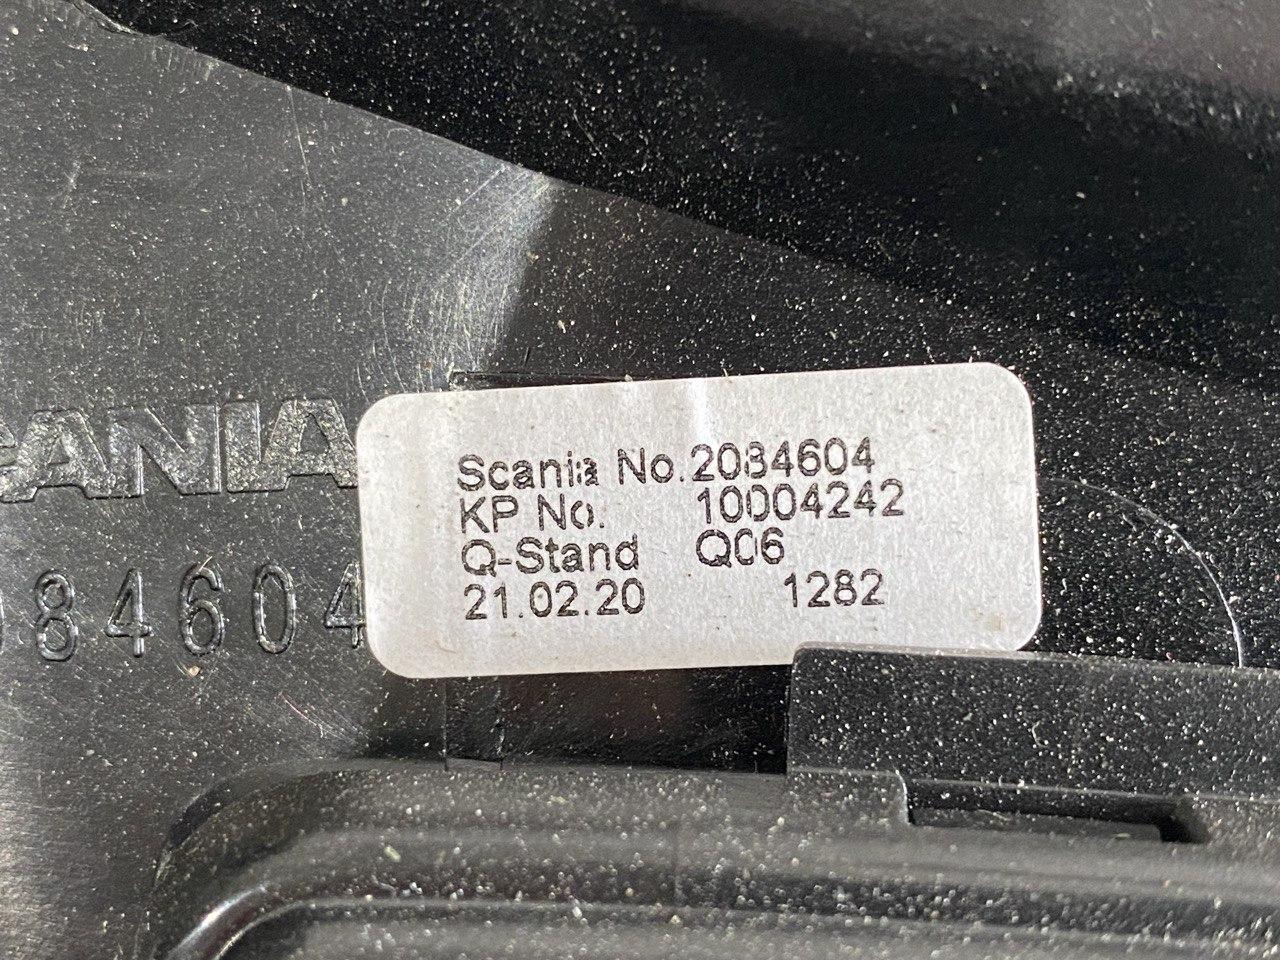 SCANIA
084604
Scania No.2084604
KP No. 10004242
Q-Stand Q06
21.02.20 1282